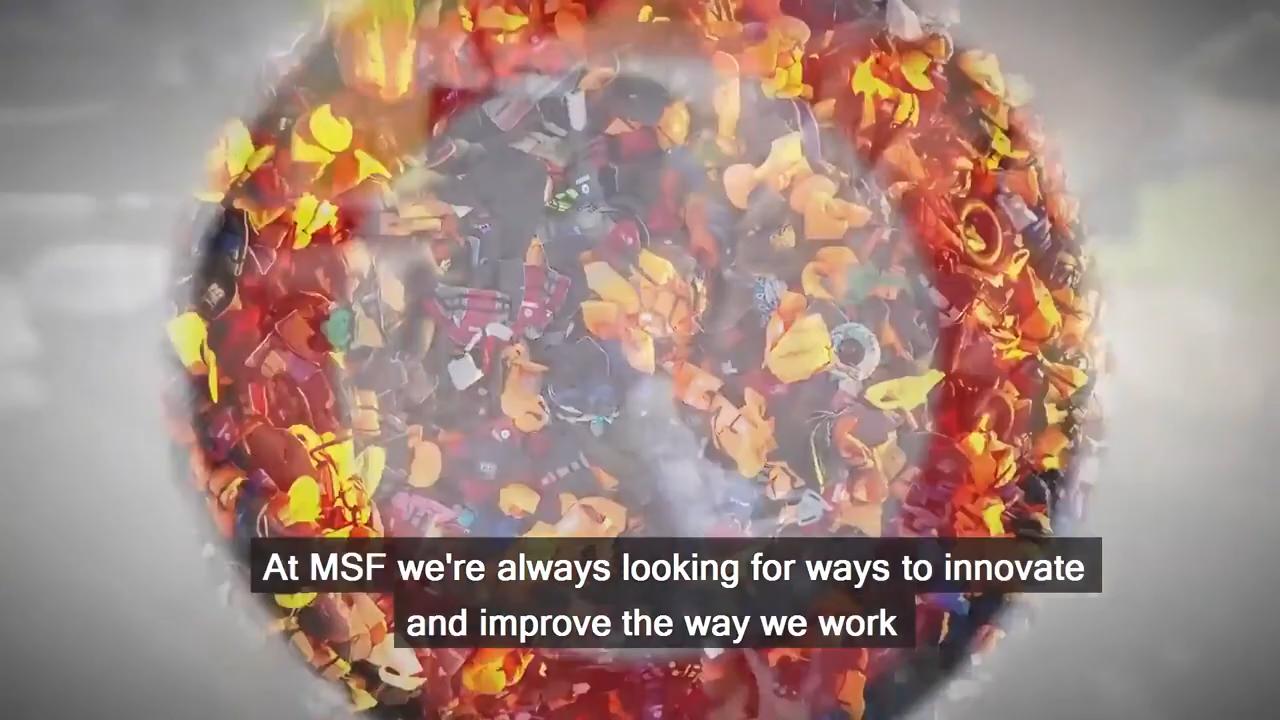 At MSF we're always looking for ways to innovate
and improve the way we work